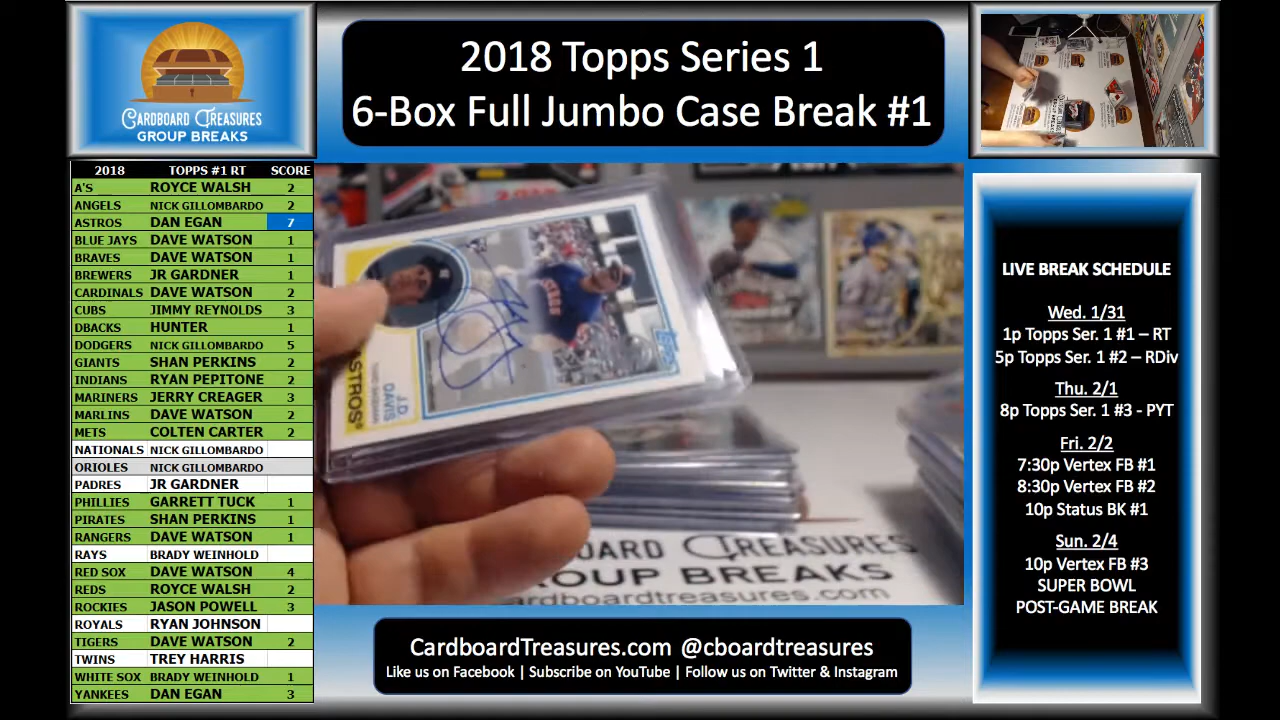 CARDBOARD TREASURES
GROUP BREAKS
2018 Topps Series 1
6-Box Full Jumbo Case Break #1
2018 TOPPS #1 RT SCORE
A'S ROYCE WALSH 2
ANGELS NICK GILLOMBARDO 2
ASTROS DAN EGAN 7
BLUE JAYS DAVE WATSON 1
BRAVES DAVE WATSON 1
BREWERS JR GARDNER 1
CARDINALS DAVE WATSON 2
CUBS JIMMY REYNOLDS 3
DBACKS HUNTER 1
DODGERS NICK GILLOMBARDO 5
GIANTS SHAN PERKINS 2
INDIANS RYAN PEPITONE 2
MARINERS JERRY CREAGER 3
MARLINS DAVE WATSON 2
METS COLTEN CARTER 2
NATIONALS NICK GILLOMBARDO
ORIOLES NICK GILLOMBARDO
PADRES JR GARDNER
PHILLIES GARRETT TUCK 1
PIRATES SHAN PERKINS 1
RANGERS DAVE WATSON 1
RAYS BRADY WEINHOLD
RED SOX DAVE WATSON 4
REDS ROYCE WALSH 2
ROCKIES JASON POWELL 3
ROYALS RYAN JOHNSON
TIGERS DAVE WATSON 2
TWINS TREY HARRIS
WHITE SOX BRADY WEINHOLD 1
YANKEES DAN EGAN 3
Topps
J.D. DAVIS
STROS
BOARD TREASURES
GROUP BREAKS
cardboardtreasures.com
CardboardTreasures.com @cboardtreasures
Like us on Facebook | Subscribe on YouTube | Follow us on Twitter & Instagram
LIVE BREAK SCHEDULE
Wed. 1/31
1p Topps Ser. 1 #1 – RT
5p Topps Ser. 1 #2 – RDiv
Thu. 2/1
8p Topps Ser. 1 #3 - PYT
Fri. 2/2
7:30p Vertex FB #1
8:30p Vertex FB #2
10p Status BK #1
Sun. 2/4
10p Vertex FB #3
SUPER BOWL
POST-GAME BREAK